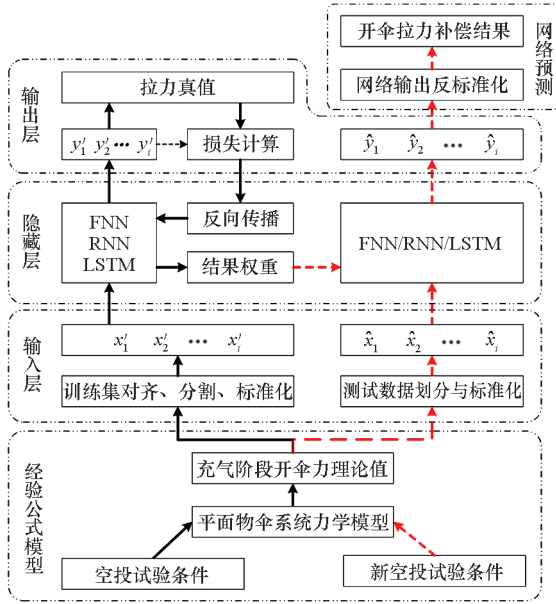 开伞拉力补偿结果
网络输出反标准化
网络预测
输出层
拉力真值
y′₁ y′₂ ··· y′ᵢ
损失计算
ŷ₁ ŷ₂ ··· ŷᵢ
隐藏层
FNN
RNN
LSTM
反向传播
结果权重
FNN/RNN/LSTM
输入层
x′₁ x′₂ ··· x′ᵢ
x̂₁ x̂₂ ··· x̂ᵢ
训练集对齐、分割、标准化
测试数据划分与标准化
经验公式模型
充气阶段开伞力理论值
平面物伞系统力学模型
空投试验条件
新空投试验条件